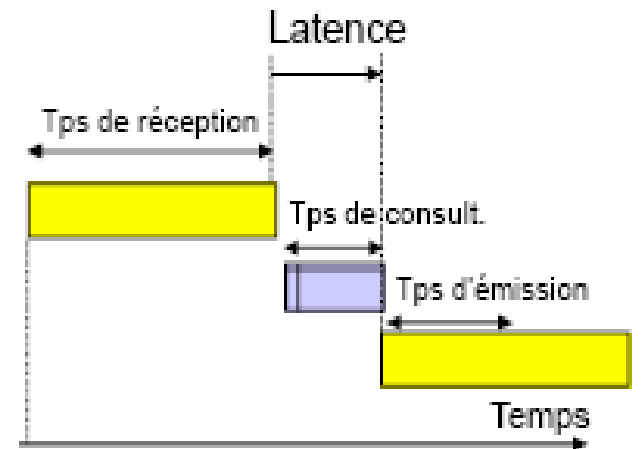 Latence
Tps de réception
Tps de consult.
Tps d'émission
Temps